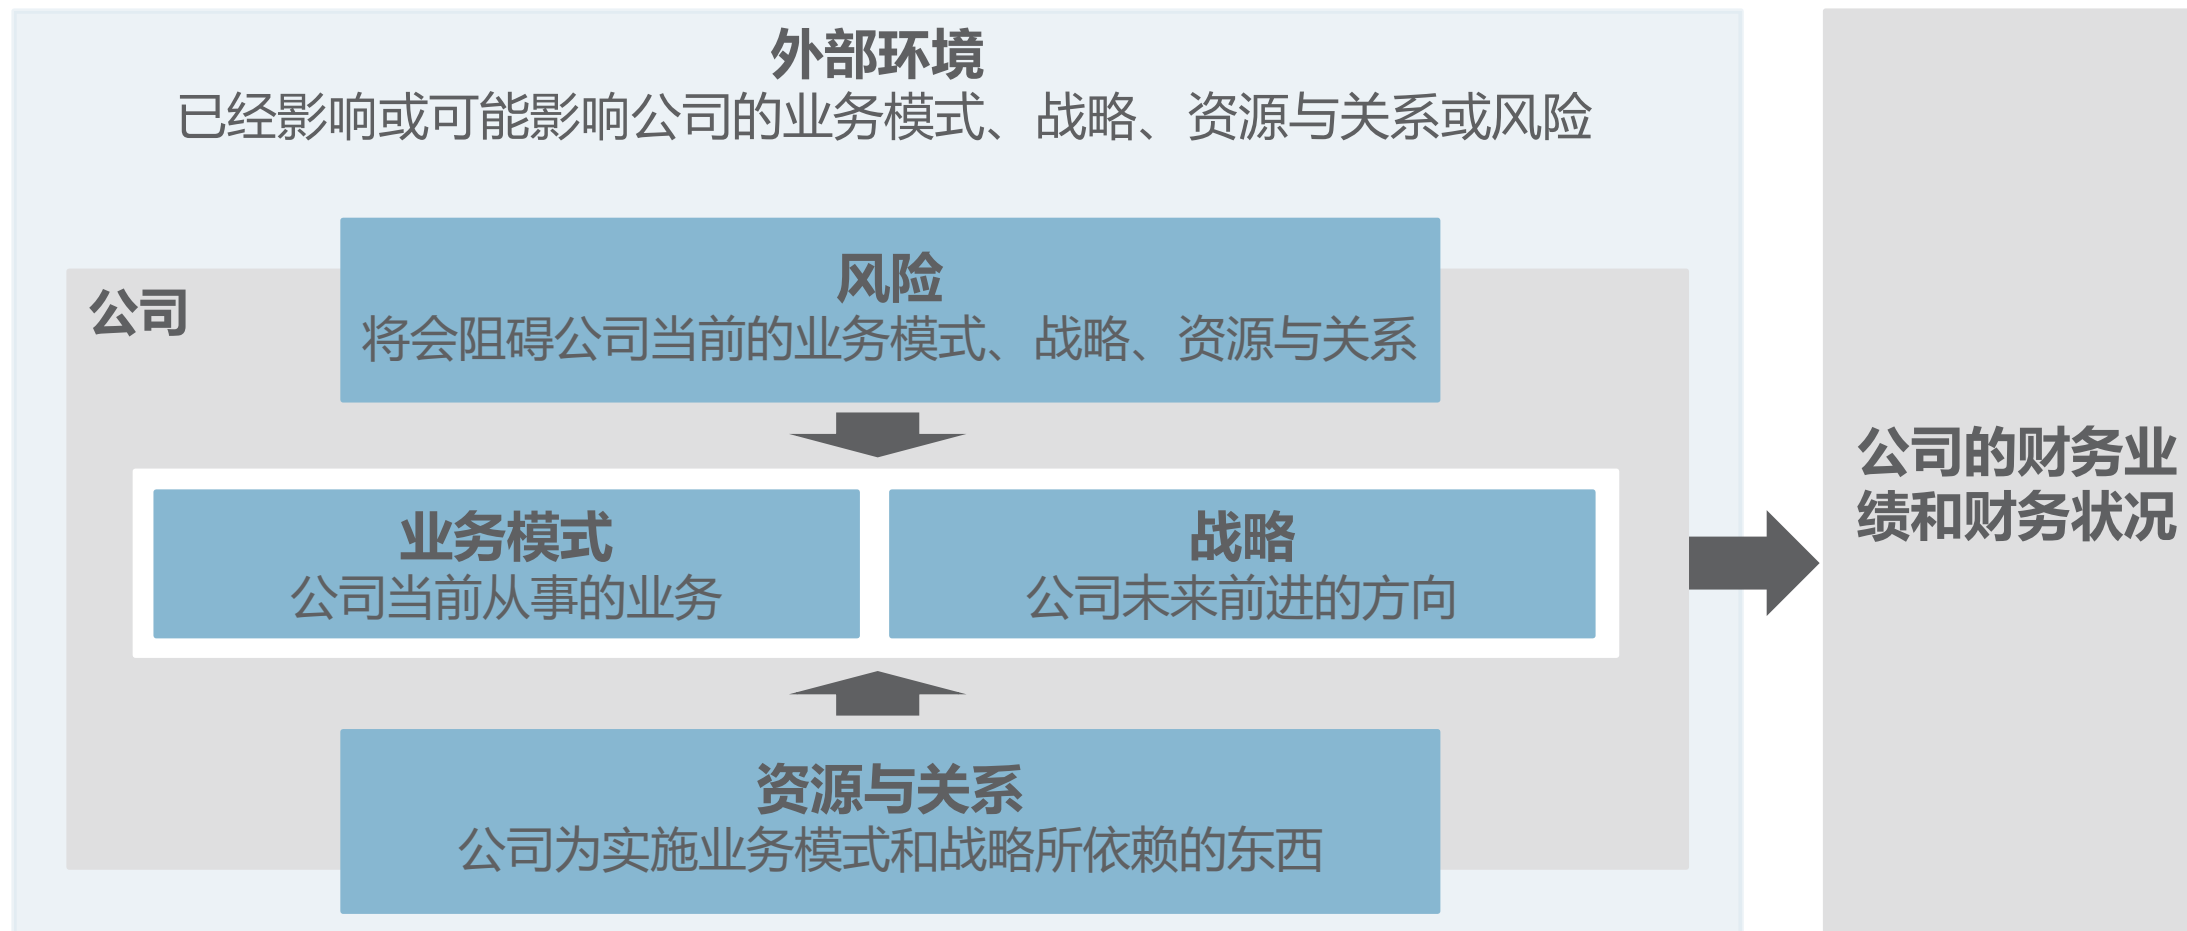 外部环境
已经影响或可能影响公司的业务模式、战略、资源与关系或风险
风险
将会阻碍公司当前的业务模式、战略、资源与关系
公司
业务模式
公司当前从事的业务
战略
公司未来前进的方向
资源与关系
公司为实施业务模式和战略所依赖的东西
公司的财务业
绩和财务状况